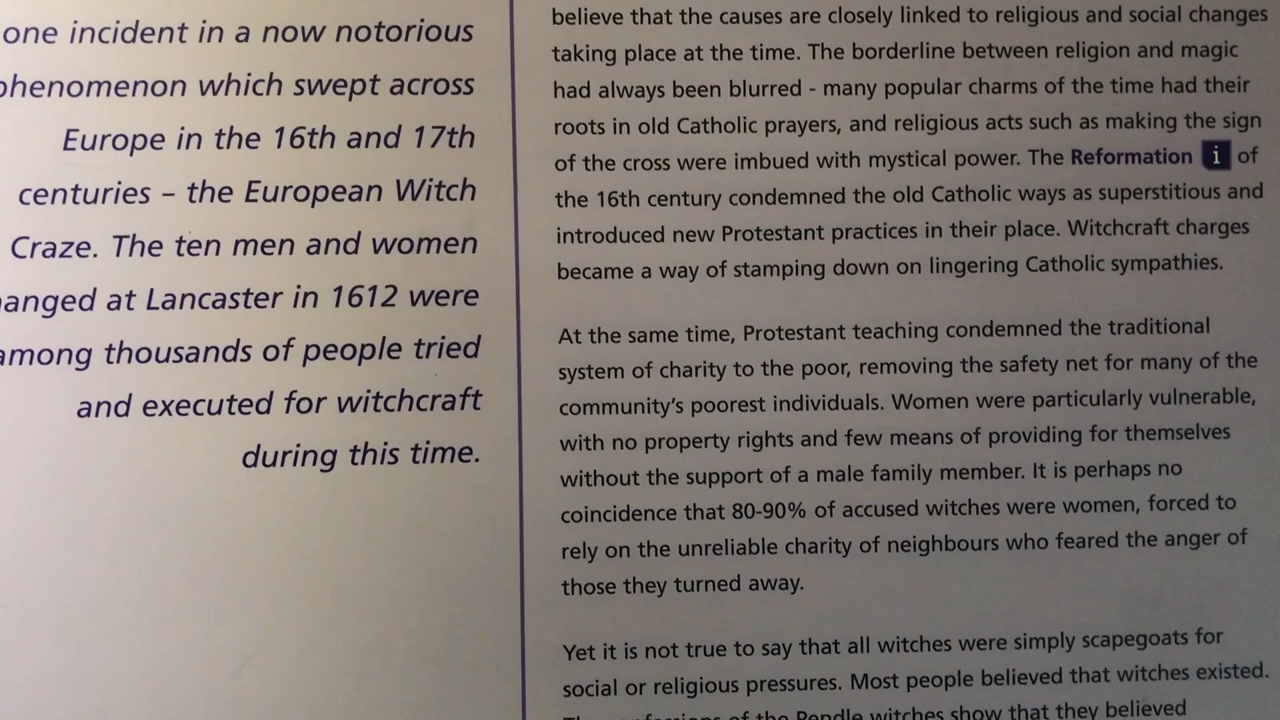 one incident in a now notorious
phenomenon which swept across
Europe in the 16th and 17th
centuries – the European Witch
Craze. The ten men and women
hanged at Lancaster in 1612 were
among thousands of people tried
and executed for witchcraft
during this time.
believe that the causes are closely linked to religious and social changes
taking place at the time. The borderline between religion and magic
had always been blurred - many popular charms of the time had their
roots in old Catholic prayers, and religious acts such as making the sign
of the cross were imbued with mystical power. The Reformation i of
the 16th century condemned the old Catholic ways as superstitious and
introduced new Protestant practices in their place. Witchcraft charges
became a way of stamping down on lingering Catholic sympathies.
At the same time, Protestant teaching condemned the traditional
system of charity to the poor, removing the safety net for many of the
community's poorest individuals. Women were particularly vulnerable,
with no property rights and few means of providing for themselves
without the support of a male family member. It is perhaps no
coincidence that 80-90% of accused witches were women, forced to
rely on the unreliable charity of neighbours who feared the anger of
those they turned away.
Yet it is not true to say that all witches were simply scapegoats for
social or religious pressures. Most people believed that witches existed.
The confessions of the Pendle witches show that they believed